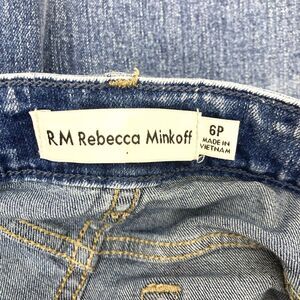 RM Rebecca Minkoff
6P
MADE IN
VIETNAM